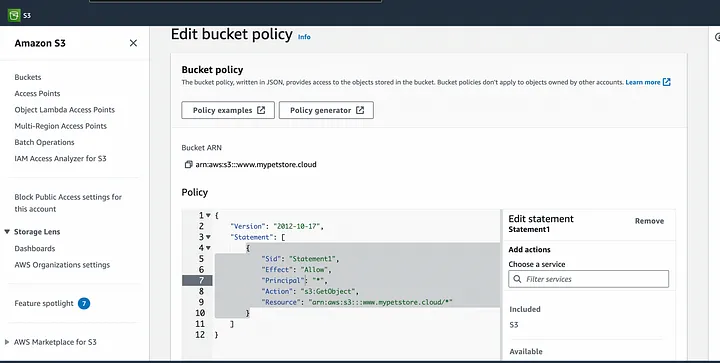 S3
Amazon S3
Buckets
Access Points
Object Lambda Access Points
Multi-Region Access Points
Batch Operations
IAM Access Analyzer for S3
Block Public Access settings for
this account
Storage Lens
Dashboards
AWS Organizations settings
Feature spotlight 7
AWS Marketplace for S3
Edit bucket policy Info
Bucket policy
The bucket policy, written in JSON, provides access to the objects stored in the bucket. Bucket policies don't apply to objects owned by other accounts. Learn more
Policy examples Policy generator
Bucket ARN
arn:aws:s3:::www.mypetstore.cloud
Policy
1 {
2 "Version": "2012-10-17",
3 "Statement": [
4 {
5 "Sid": "Statement1",
6 "Effect": "Allow",
7 "Principal": "*",
8 "Action": "s3:GetObject",
9 "Resource": "arn:aws:s3:::www.mypetstore.cloud/*"
10 }
11 ]
12 }
Edit statement Remove
Statement1
Add actions
Choose a service
Filter services
Included
S3
Available